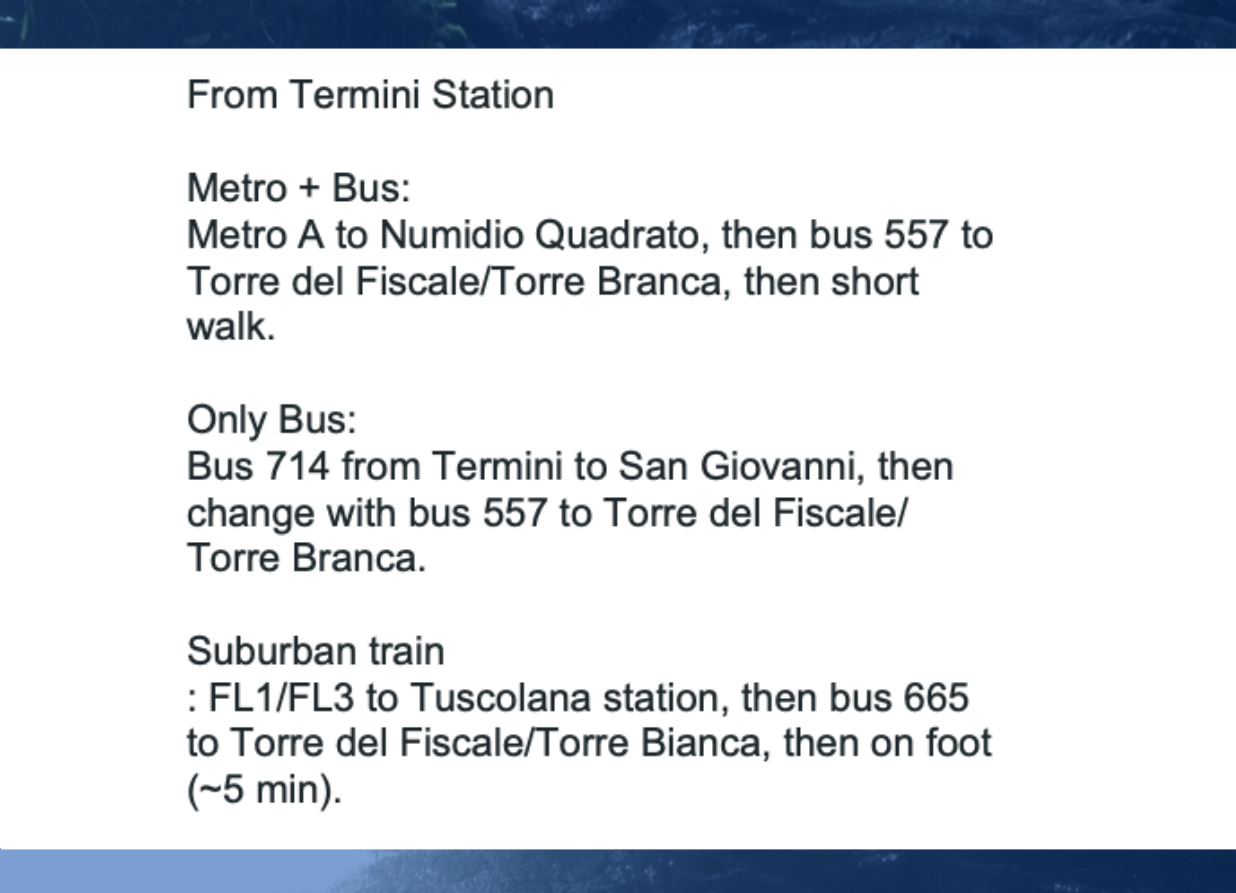 From Termini Station
Metro + Bus:
Metro A to Numidio Quadrato, then bus 557 to
Torre del Fiscale/Torre Branca, then short
walk.
Only Bus:
Bus 714 from Termini to San Giovanni, then
change with bus 557 to Torre del Fiscale/
Torre Branca.
Suburban train
: FL1/FL3 to Tuscolana station, then bus 665
to Torre del Fiscale/Torre Bianca, then on foot
(~5 min).